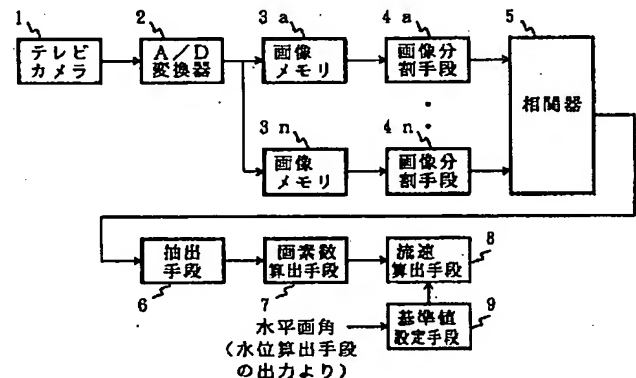 1
2
3 a
4 a
5
テレビ
カメラ
A/D
変換器
画像
メモリ
画像分
割手段
相関器
3 n
4 n
画像
メモリ
画像分
割手段
抽出
手段
6
画素数
算出手段
7
流速
算出手段
8
水平画角
(水位算出手段
の出力より)
基準値
設定手段
9